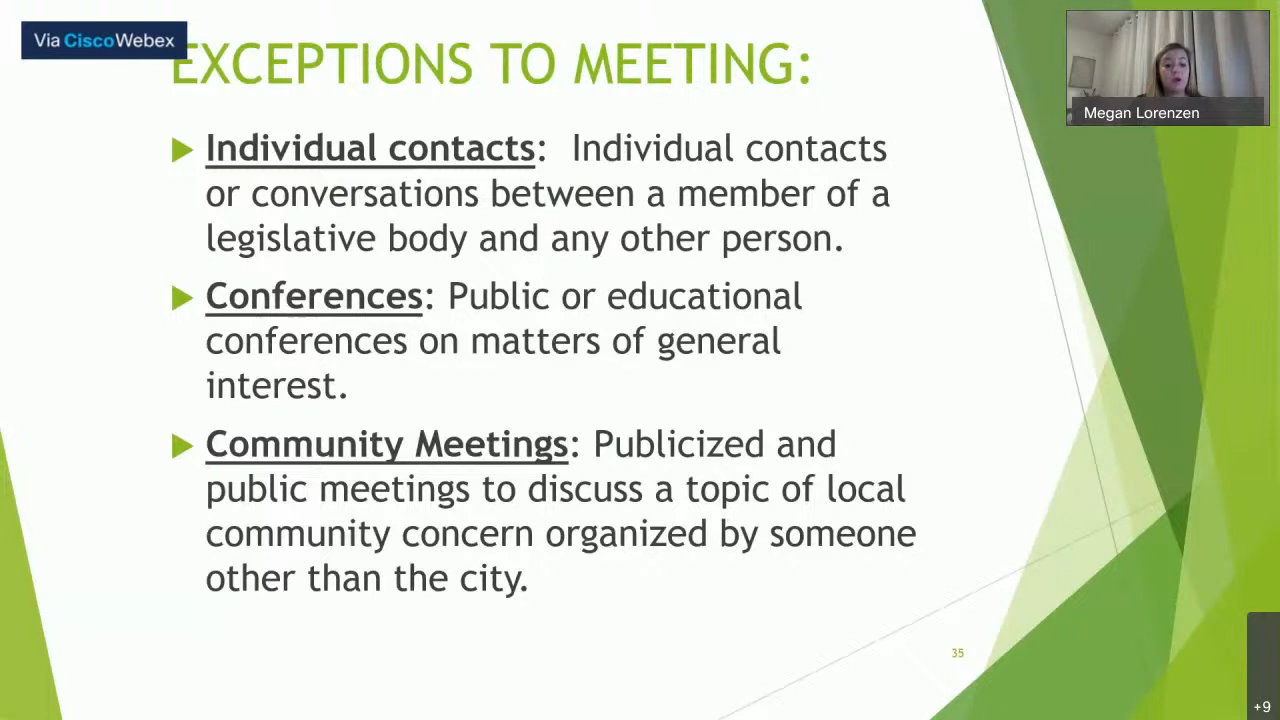 Via CiscoWebex
EXCEPTIONS TO MEETING:
Megan Lorenzen
Individual contacts: Individual contacts
or conversations between a member of a
legislative body and any other person.
Conferences: Public or educational
conferences on matters of general
interest.
Community Meetings: Publicized and
public meetings to discuss a topic of local
community concern organized by someone
other than the city.
35
+9